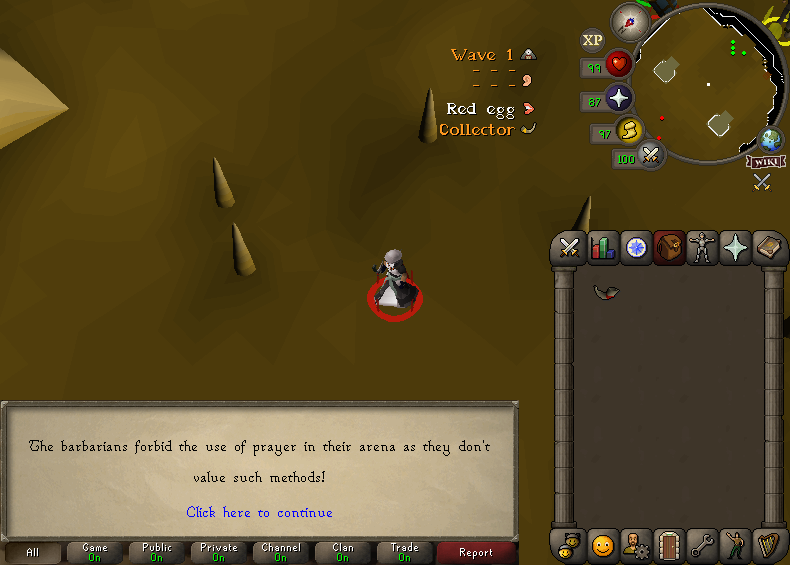 Wave 1
- - -
- - -
Red egg
Collector
XP
99
87
97
100
WIKI
The barbarians forbid the use of prayer in their arena as they don't
value such methods!
Click here to continue
All
Game
On
Public
On
Private
On
Channel
On
Clan
On
Trade
On
Report